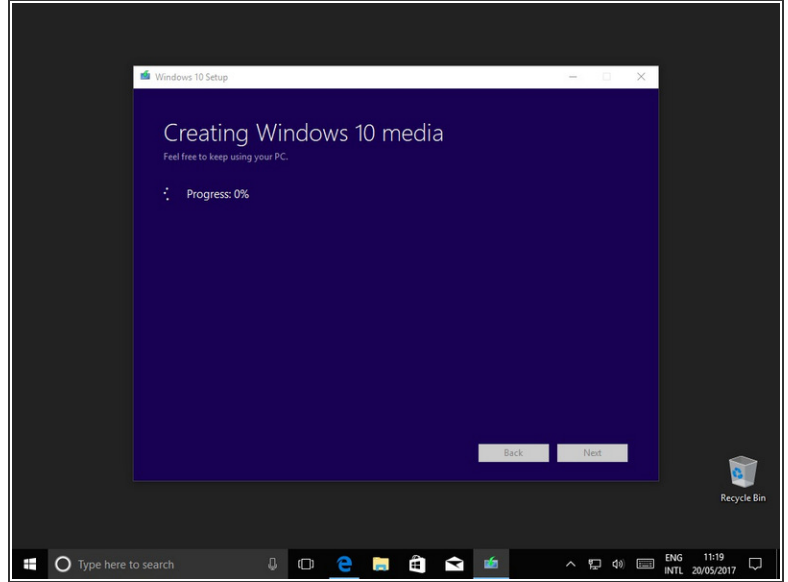 Windows 10 Setup
Creating Windows 10 media
Feel free to keep using your PC.
Progress: 0%
Back
Next
Recycle Bin
Type here to search
ENG
INTL
11:19
20/05/2017